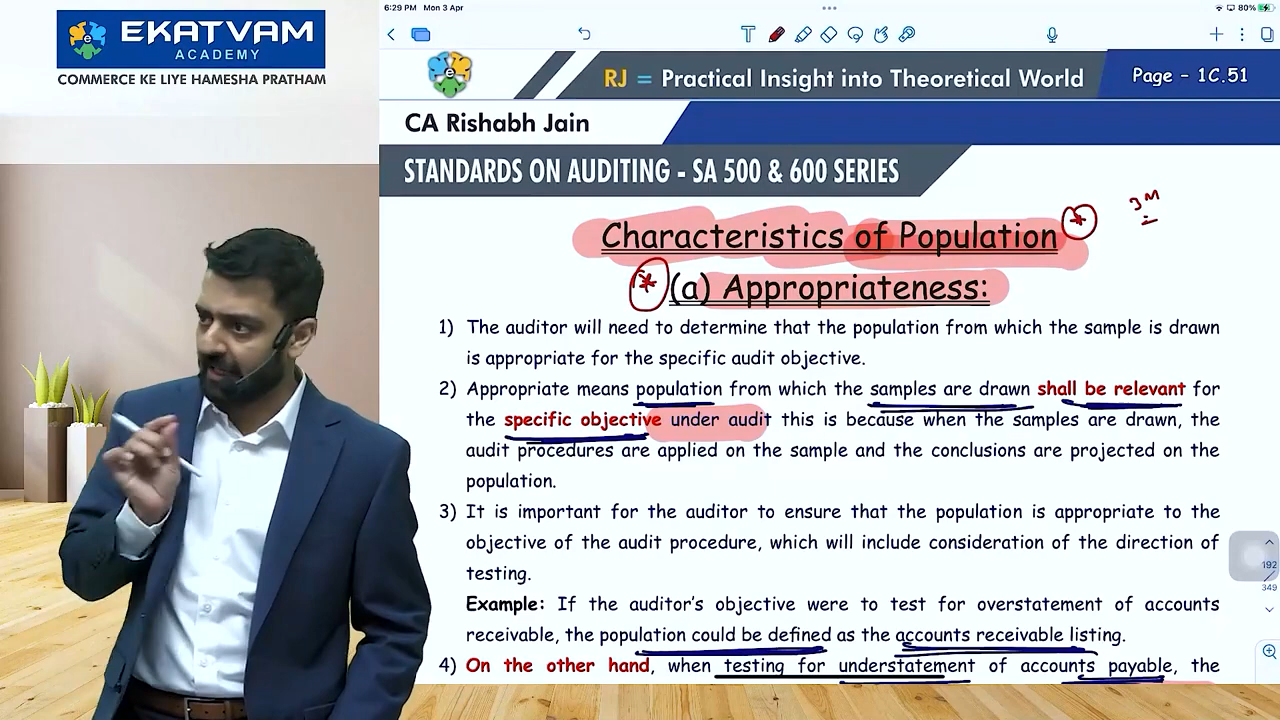 6:29 PM Mon 3 Apr
80%
EKATVAM
ACADEMY
COMMERCE KE LIYE HAMESHA PRATHAM
RJ = Practical Insight into Theoretical World
Page - 1C.51
CA Rishabh Jain
STANDARDS ON AUDITING - SA 500 & 600 SERIES
3M
Characteristics of Population *
* (a) Appropriateness:
1) The auditor will need to determine that the population from which the sample is drawn
is appropriate for the specific audit objective.
2) Appropriate means population from which the samples are drawn shall be relevant for
the specific objective under audit this is because when the samples are drawn, the
audit procedures are applied on the sample and the conclusions are projected on the
population.
3) It is important for the auditor to ensure that the population is appropriate to the
objective of the audit procedure, which will include consideration of the direction of
testing.
Example: If the auditor's objective were to test for overstatement of accounts
receivable, the population could be defined as the accounts receivable listing.
4) On the other hand, when testing for understatement of accounts payable, the
192
349